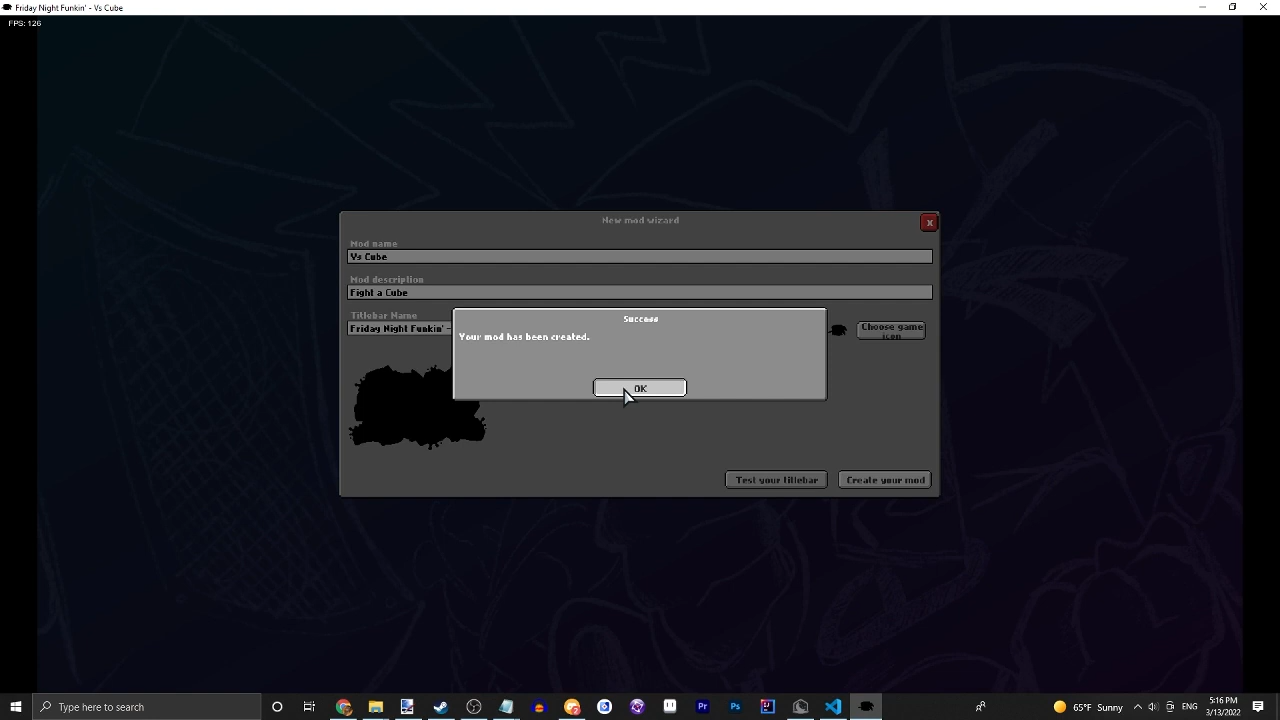 Friday Night Funkin' - Vs Cube
FPS: 126
New mod wizard
x
Mod name
Vs Cube
Mod description
Fight a Cube
Titlebar Name
Friday Night Funkin' -
Choose game
icon
Success
Your mod has been created.
OK
Test your titlebar
Create your mod
Type here to search
Pr
Ps
65°F Sunny
ENG
5:16 PM
3/13/2022